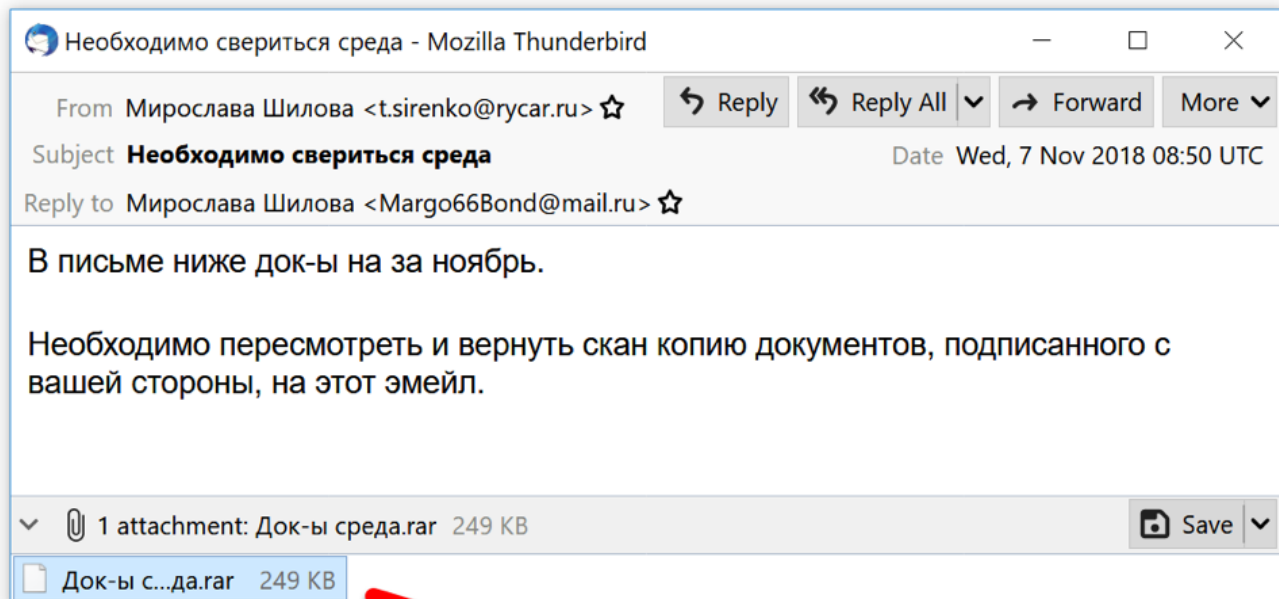 Необходимо свериться среда - Mozilla Thunderbird
From Мирослава Шилова <t.sirenko@rycar.ru> Reply Reply All Forward More
Subject Необходимо свериться среда Date Wed, 7 Nov 2018 08:50 UTC
Reply to Мирослава Шилова <Margo66Bond@mail.ru>
В письме ниже док-ы на за ноябрь.
Необходимо пересмотреть и вернуть скан копию документов, подписанного с
вашей стороны, на этот эмейл.
1 attachment: Док-ы среда.rar 249 KB Save
Док-ы с...да.rar 249 KB